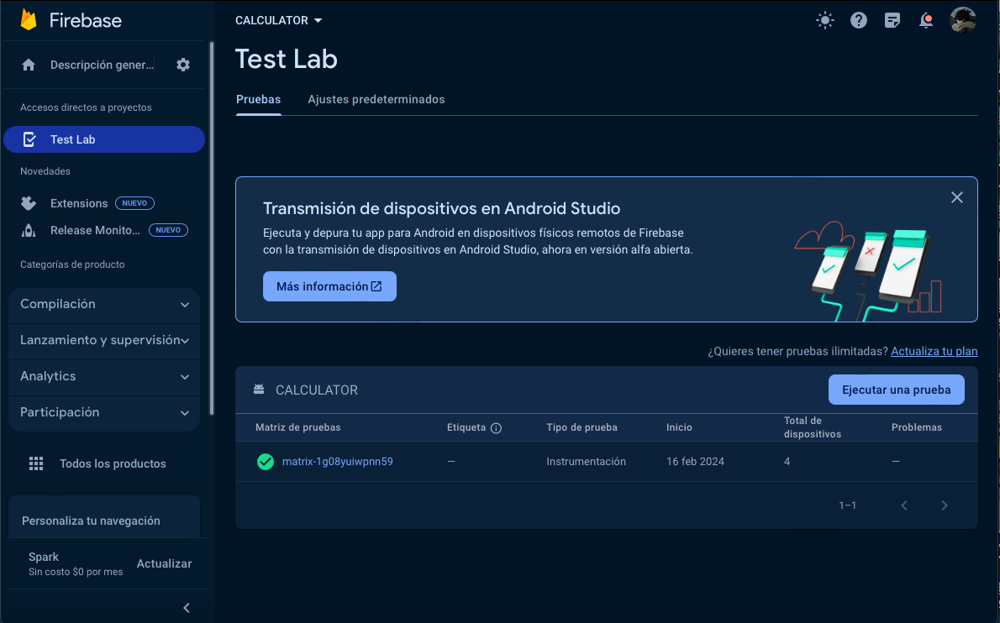 Firebase
CALCULATOR
Descripción gener...
Test Lab
Accesos directos a proyectos
Pruebas
Ajustes predeterminados
Test Lab
Novedades
Extensions NUEVO
Release Monito... NUEVO
Categorías de producto
Compilación
Lanzamiento y supervisión
Analytics
Participación
Todos los productos
Personaliza tu navegación
Spark
Sin costo $0 por mes
Actualizar
Transmisión de dispositivos en Android Studio
Ejecuta y depura tu app para Android en dispositivos físicos remotos de Firebase
con la transmisión de dispositivos en Android Studio, ahora en versión alfa abierta.
Más información
¿Quieres tener pruebas ilimitadas? Actualiza tu plan
CALCULATOR
Ejecutar una prueba
Matriz de pruebas Etiqueta Tipo de prueba Inicio Total de dispositivos Problemas
matrix-1g08yuiwpnn59 — Instrumentación 16 feb 2024 4 —
1–1